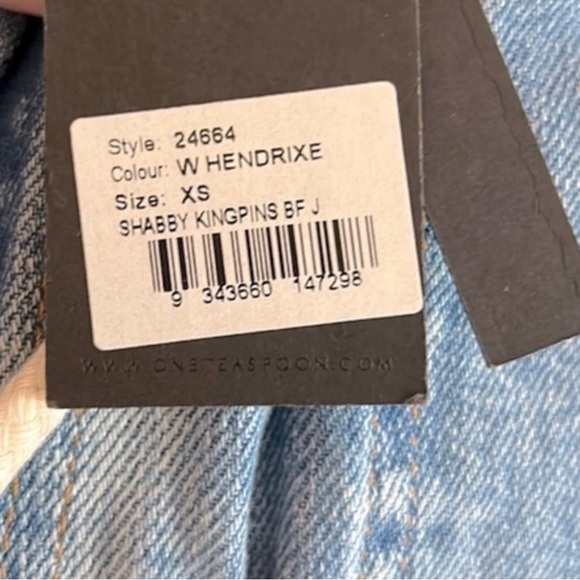 Style: 24664
Colour: W HENDRIXE
Size: XS
SHABBY KINGPINS BF J
9 343660 147298
WWW.ONETEASPOON.COM